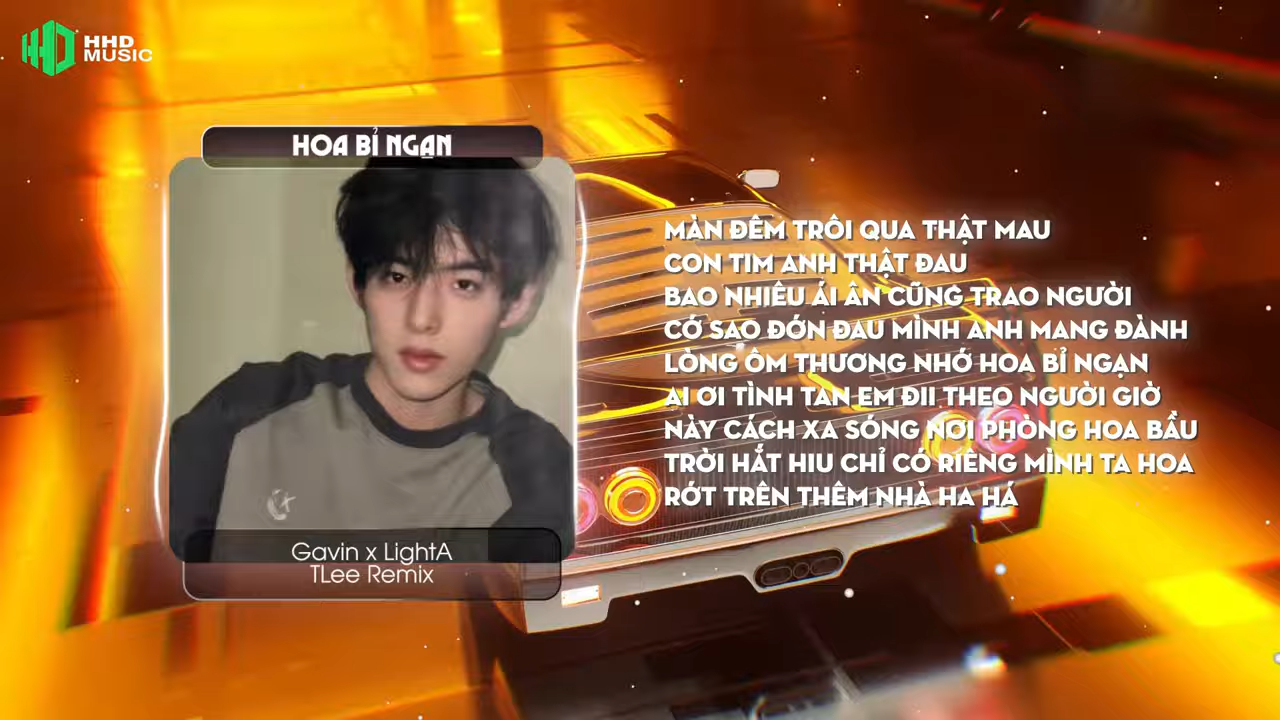 HHD
MUSIC
HOA BỈ NGẠN
MÀN ĐÊM TRÔI QUA THẬT MAU
CON TIM ANH THẬT ĐAU
BAO NHIÊU ÁI ÂN CŨNG TRAO NGƯỜI
CỚ SAO ĐỚN ĐAU MÌNH ANH MANG ĐÀNH
LÒNG ÔM THƯƠNG NHỚ HOA BỈ NGẠN
AI ƠI TÌNH TAN EM ĐII THEO NGƯỜI GIỜ
NÀY CÁCH XA SÓNG NƠI PHÒNG HOA BẦU
TRỜI HẮT HIU CHỈ CÓ RIÊNG MÌNH TA HOA
RỚT TRÊN THÊM NHÀ HA HÁ
Gavin x LightA
TLee Remix